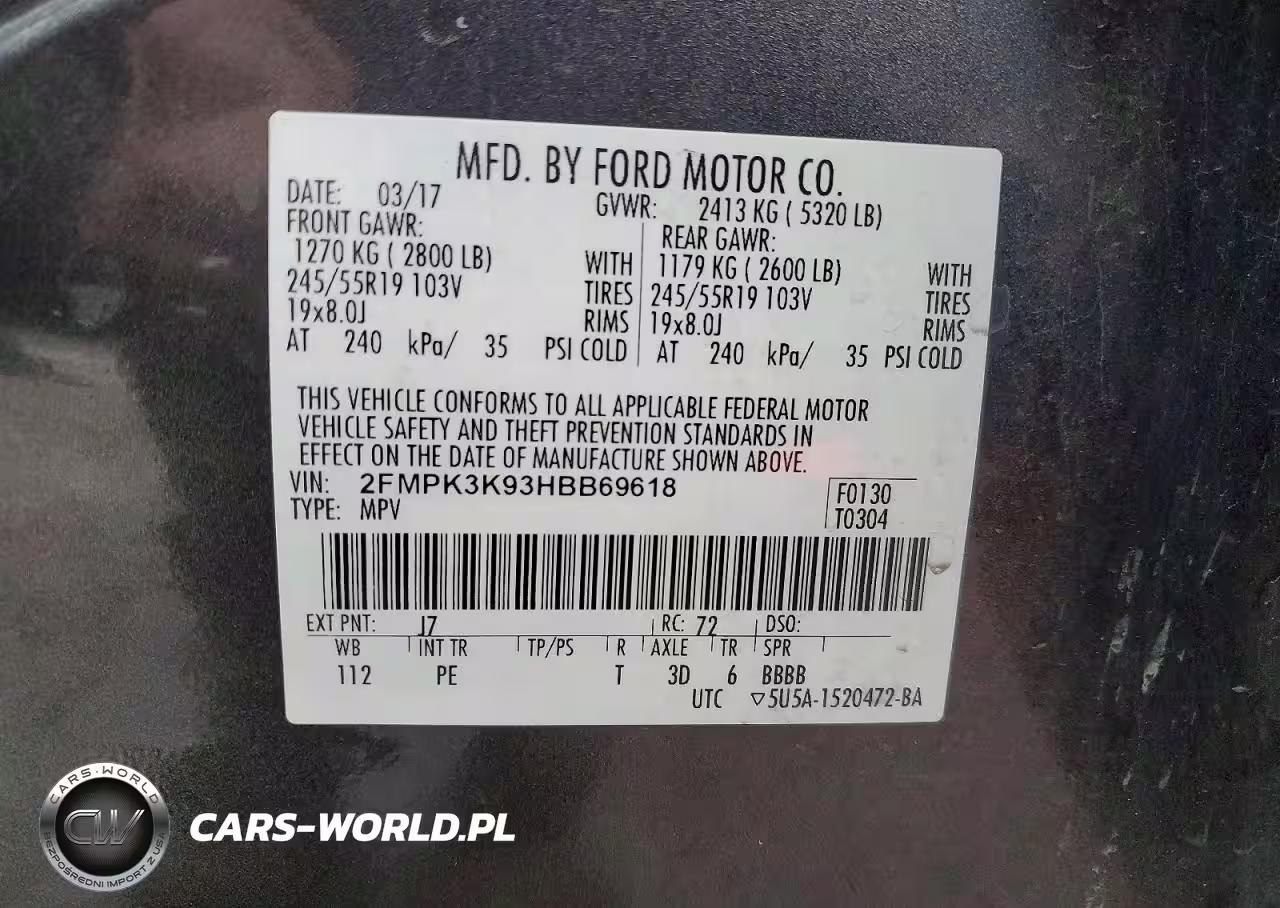 MFD. BY FORD MOTOR CO.
DATE: 03/17 GVWR: 2413 KG ( 5320 LB)
FRONT GAWR: REAR GAWR:
1270 KG ( 2800 LB) WITH 1179 KG ( 2600 LB) WITH
245/55R19 103V TIRES 245/55R19 103V TIRES
19x8.0J RIMS 19x8.0J RIMS
AT 240 kPa/ 35 PSI COLD AT 240 kPa/ 35 PSI COLD
THIS VEHICLE CONFORMS TO ALL APPLICABLE FEDERAL MOTOR
VEHICLE SAFETY AND THEFT PREVENTION STANDARDS IN
EFFECT ON THE DATE OF MANUFACTURE SHOWN ABOVE.
VIN: 2FMPK3K93HBB69618 F0130
TYPE: MPV T0304
EXT PNT: J7 RC: 72 DSO:
WB INT TR TP/PS R AXLE TR SPR
112 PE T 3D 6 BBBB
UTC ▽5U5A-1520472-BA
CARS-WORLD
CW
BEZPOŚREDNI IMPORT Z USA
CARS-WORLD.PL